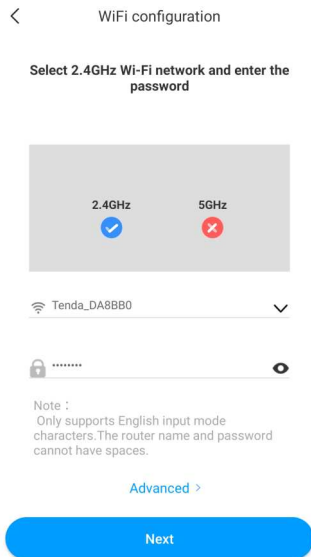 WiFi configuration
Select 2.4GHz Wi-Fi network and enter the
password
2.4GHz 5GHz
Tenda_DA8BB0
••••••••
Note：
Only supports English input mode
characters.The router name and password
cannot have spaces.
Advanced >
Next